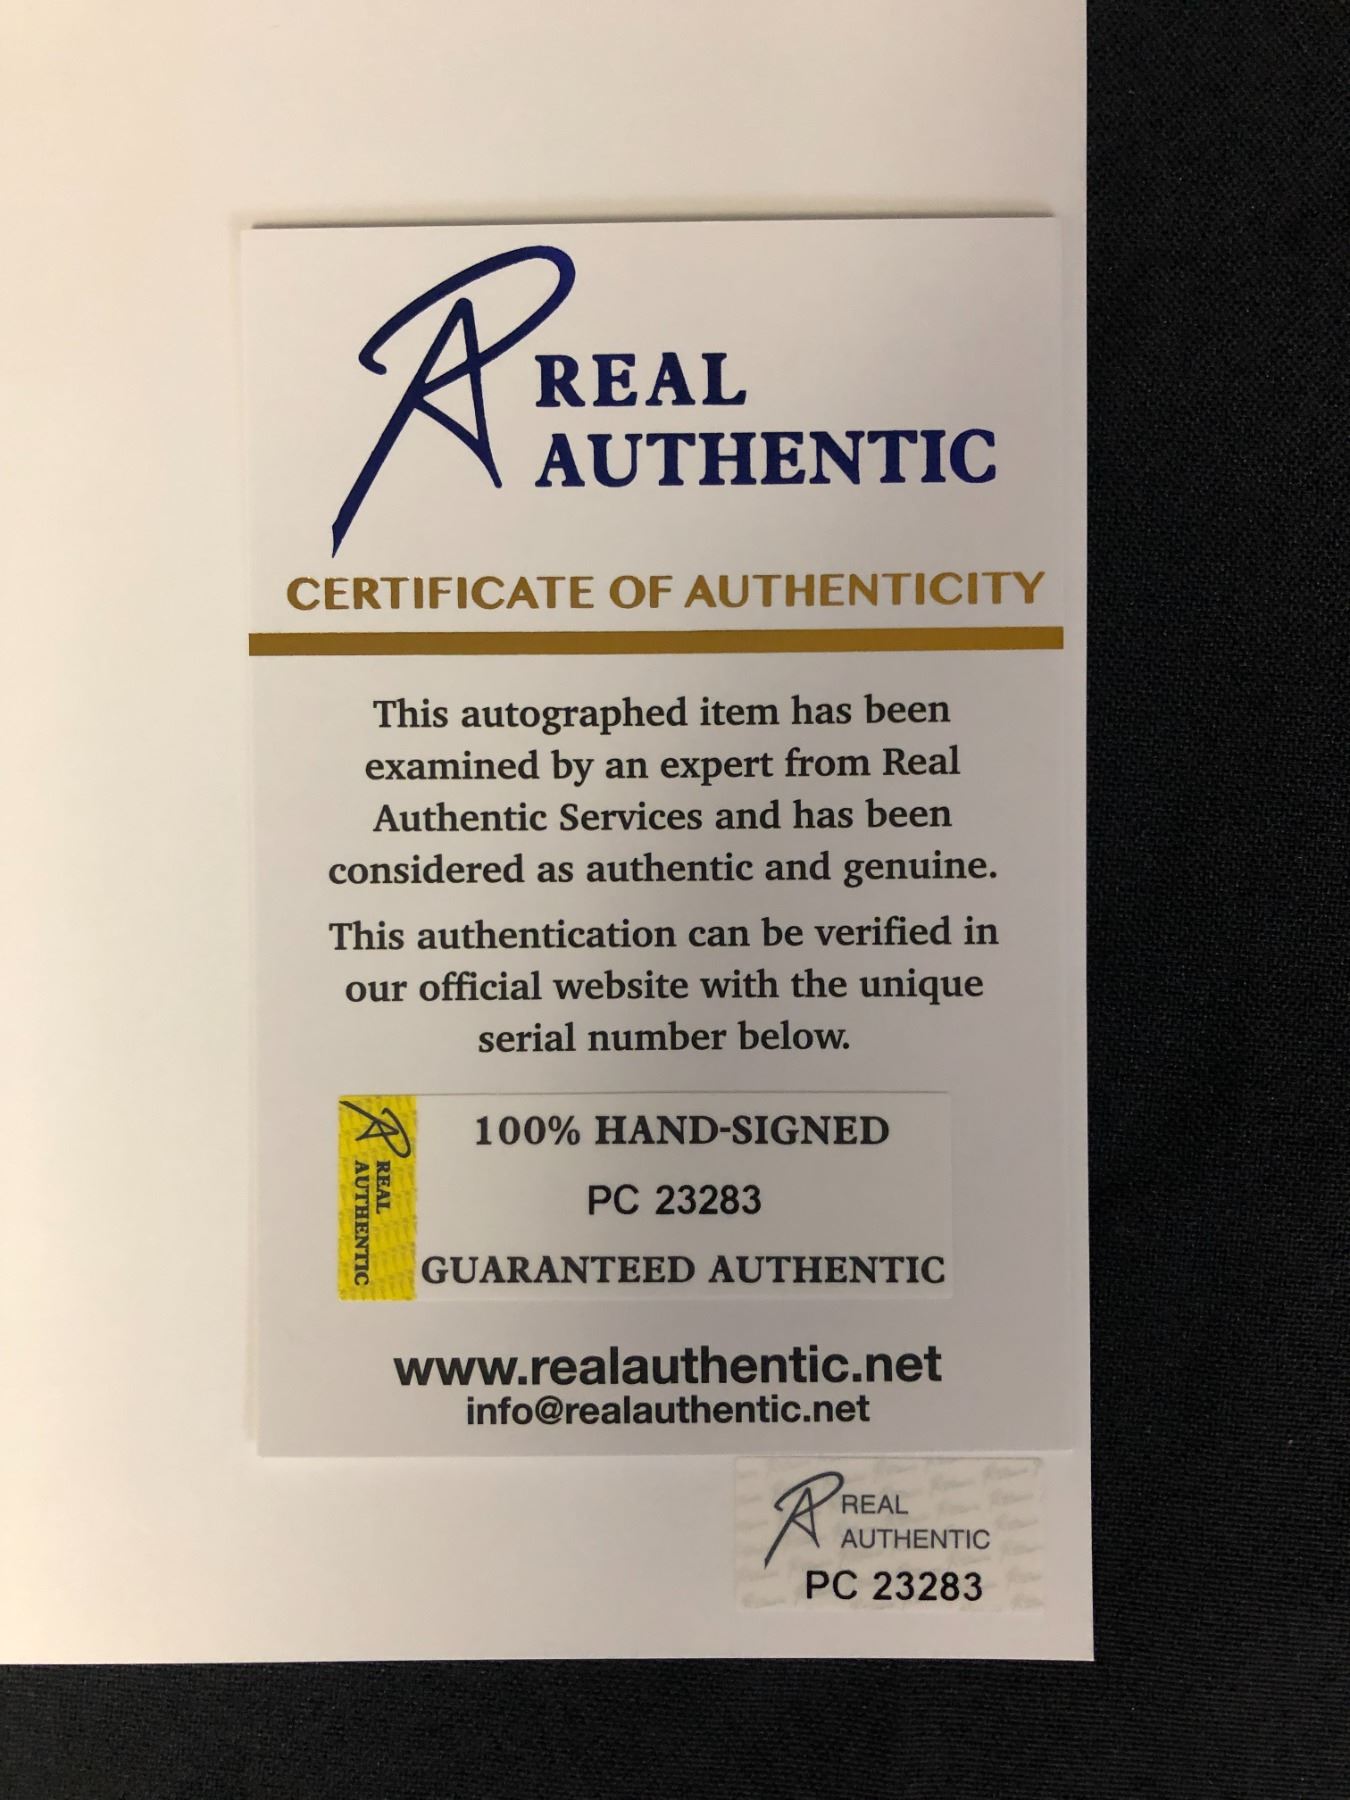 REAL
AUTHENTIC
CERTIFICATE OF AUTHENTICITY
This autographed item has been
examined by an expert from Real
Authentic Services and has been
considered as authentic and genuine.
This authentication can be verified in
our official website with the unique
serial number below.
REAL
AUTHENTIC
100% HAND-SIGNED
PC 23283
GUARANTEED AUTHENTIC
www.realauthentic.net
info@realauthentic.net
REAL
AUTHENTIC
PC 23283